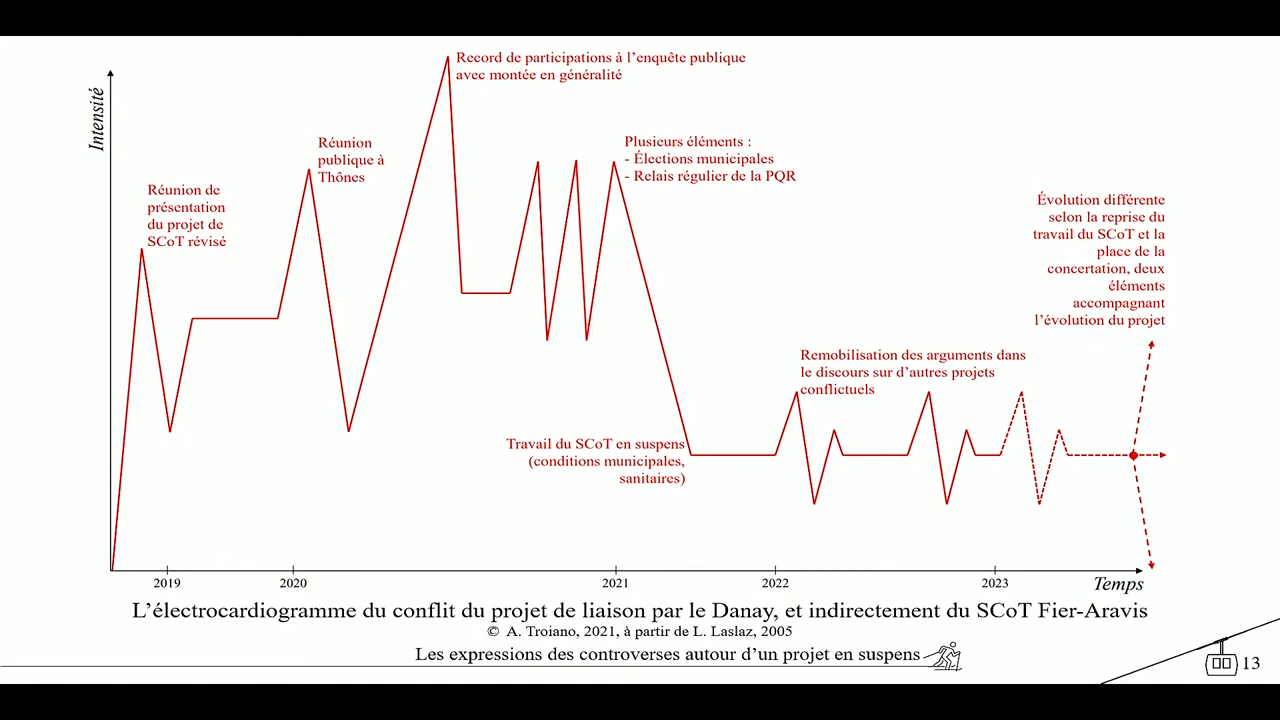 Record de participations à l’enquête publique
avec montée en généralité
Intensité
Réunion
publique à
Thônes
Plusieurs éléments :
- Élections municipales
- Relais régulier de la PQR
Réunion de
présentation
du projet de
SCoT révisé
Évolution différente
selon la reprise du
travail du SCoT et la
place de la
concertation, deux
éléments
accompagnant
l’évolution du projet
Remobilisation des arguments dans
le discours sur d’autres projets
conflictuels
Travail du SCoT en suspens
(conditions municipales,
sanitaires)
2019
2020
2021
2022
2023
Temps
L’électrocardiogramme du conflit du projet de liaison par le Danay, et indirectement du SCoT Fier-Aravis
© A. Troiano, 2021, à partir de L. Laslaz, 2005
Les expressions des controverses autour d’un projet en suspens
13